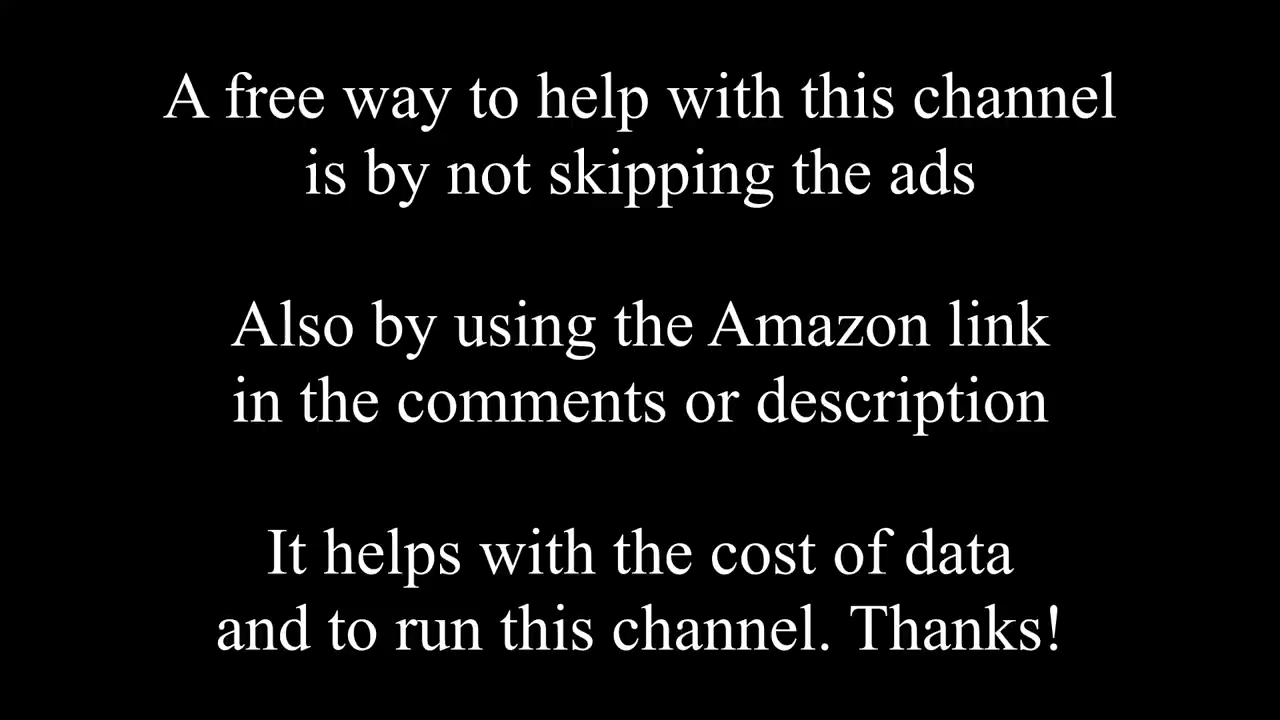 A free way to help with this channel
is by not skipping the ads
Also by using the Amazon link
in the comments or description
It helps with the cost of data
and to run this channel. Thanks!